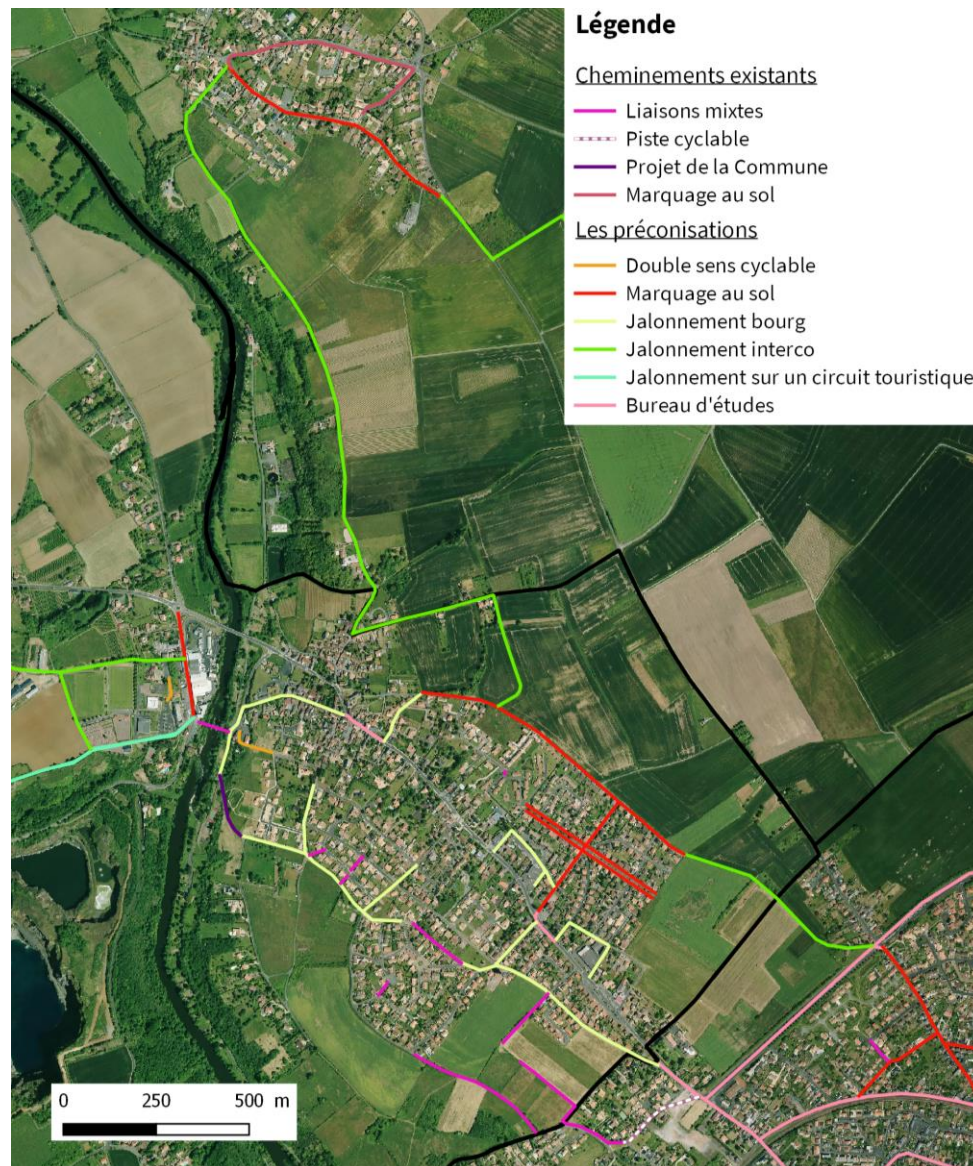 Légende
Cheminements existants
Liaisons mixtes
Piste cyclable
Projet de la Commune
Marquage au sol
Les préconisations
Double sens cyclable
Marquage au sol
Jalonnement bourg
Jalonnement interco
Jalonnement sur un circuit touristique
Bureau d'études
0 250 500 m